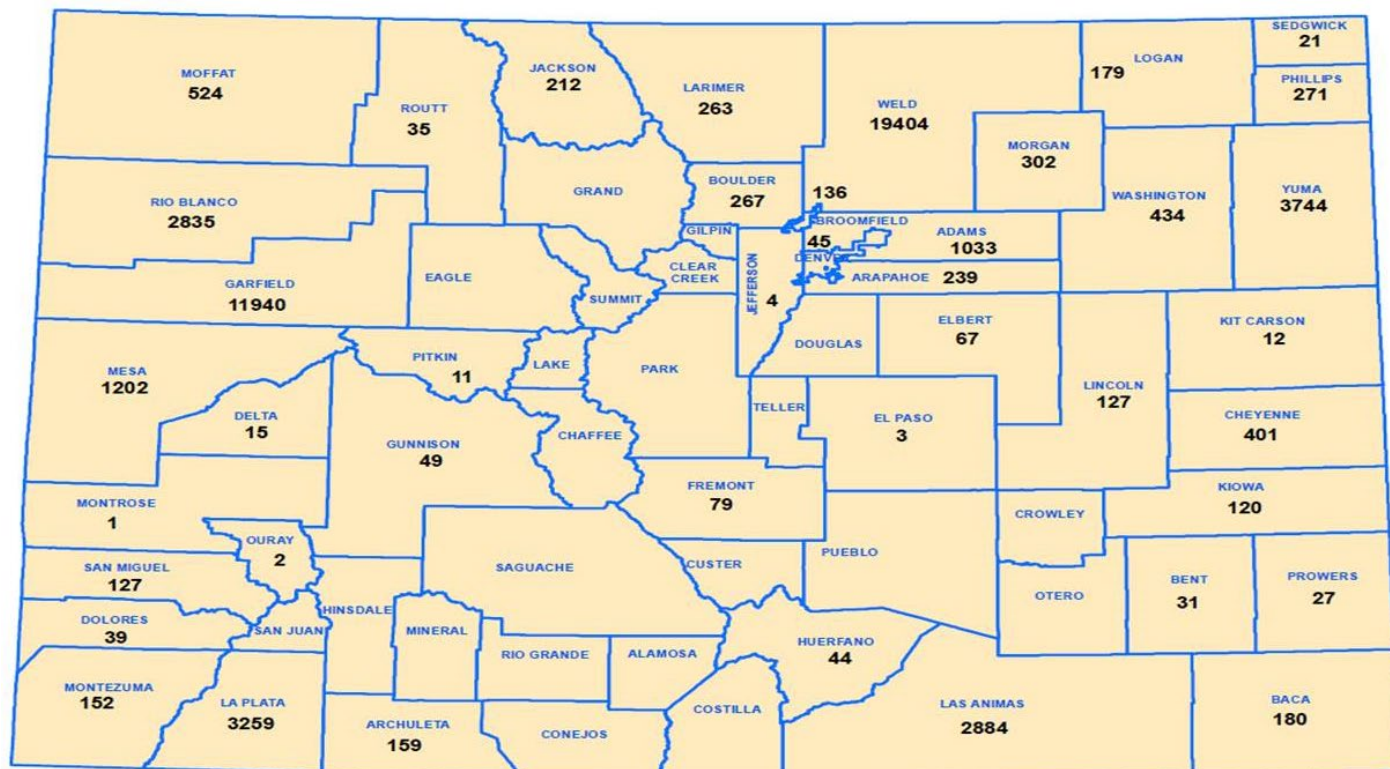 SEDGWICK
21
MOFFAT
524
JACKSON
212
LOGAN
179
PHILLIPS
271
ROUTT
35
LARIMER
263
WELD
19404
MORGAN
302
RIO BLANCO
2835
GRAND
BOULDER
267
136
BROOMFIELD
45
WASHINGTON
434
YUMA
3744
GILPIN
ADAMS
1033
DENVER
CLEAR
CREEK
EAGLE
GARFIELD
11940
SUMMIT
JEFFERSON
4
ARAPAHOE 239
ELBERT
67
KIT CARSON
12
DOUGLAS
MESA
1202
PITKIN
11
LAKE
PARK
LINCOLN
127
DELTA
15
TELLER
EL PASO
3
CHEYENNE
401
GUNNISON
49
CHAFFEE
FREMONT
79
KIOWA
120
MONTROSE
1
CROWLEY
OURAY
2
PUEBLO
SAN MIGUEL
127
SAGUACHE
CUSTER
BENT
31
PROWERS
27
OTERO
DOLORES
39
SAN JUAN
HINSDALE
MINERAL
RIO GRANDE
ALAMOSA
HUERFANO
44
MONTEZUMA
152
LA PLATA
3259
ARCHULETA
159
CONEJOS
COSTILLA
LAS ANIMAS
2884
BACA
180